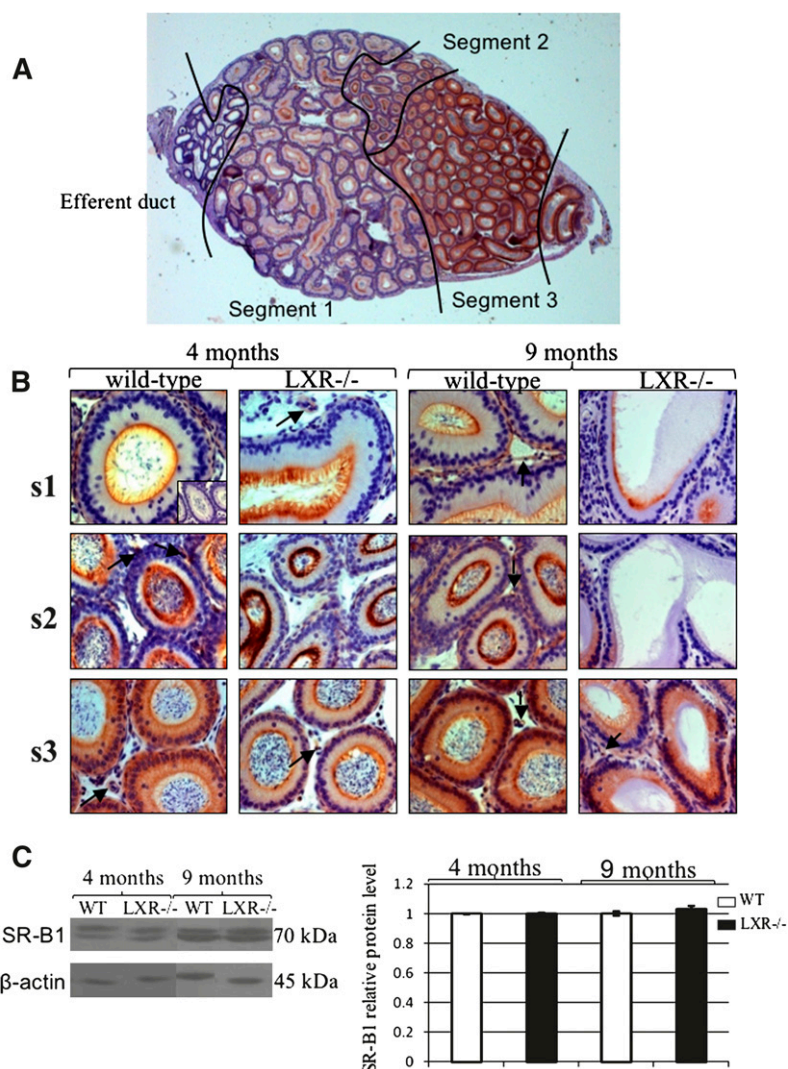 A
Segment 2
Efferent duct
Segment 1
Segment 3
B
4 months
9 months
wild-type
LXR-/-
wild-type
LXR-/-
s1
s2
s3
C
4 months
9 months
WT
LXR-/-
WT
LXR-/-
SR-B1
70 kDa
β-actin
45 kDa
SR-B1 relative protein level
4 months
9 months
1.2
1
0.8
0.6
0.4
0.2
0
WT
LXR-/-